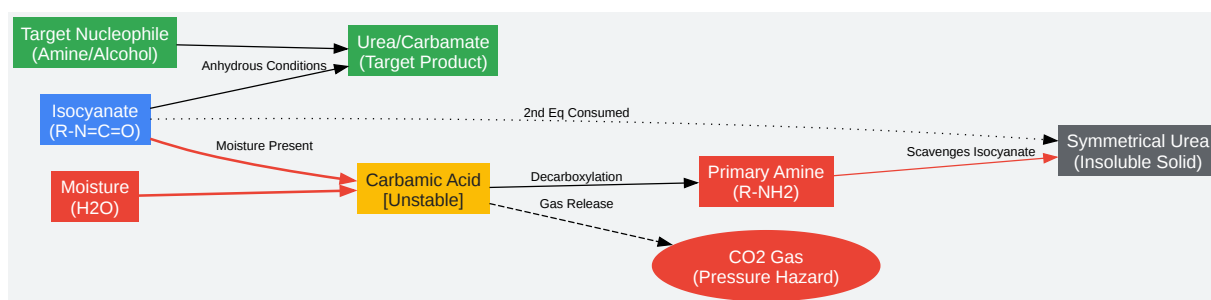 Target Nucleophile
(Amine/Alcohol)
Urea/Carbamate
(Target Product)
Anhydrous Conditions
Isocyanate
(R-N=C=O)
2nd Eq Consumed
Moisture Present
Symmetrical Urea
(Insoluble Solid)
Scavenges Isocyanate
Moisture
(H2O)
Carbamic Acid
[Unstable]
Decarboxylation
Primary Amine
(R-NH2)
Gas Release
CO2 Gas
(Pressure Hazard)